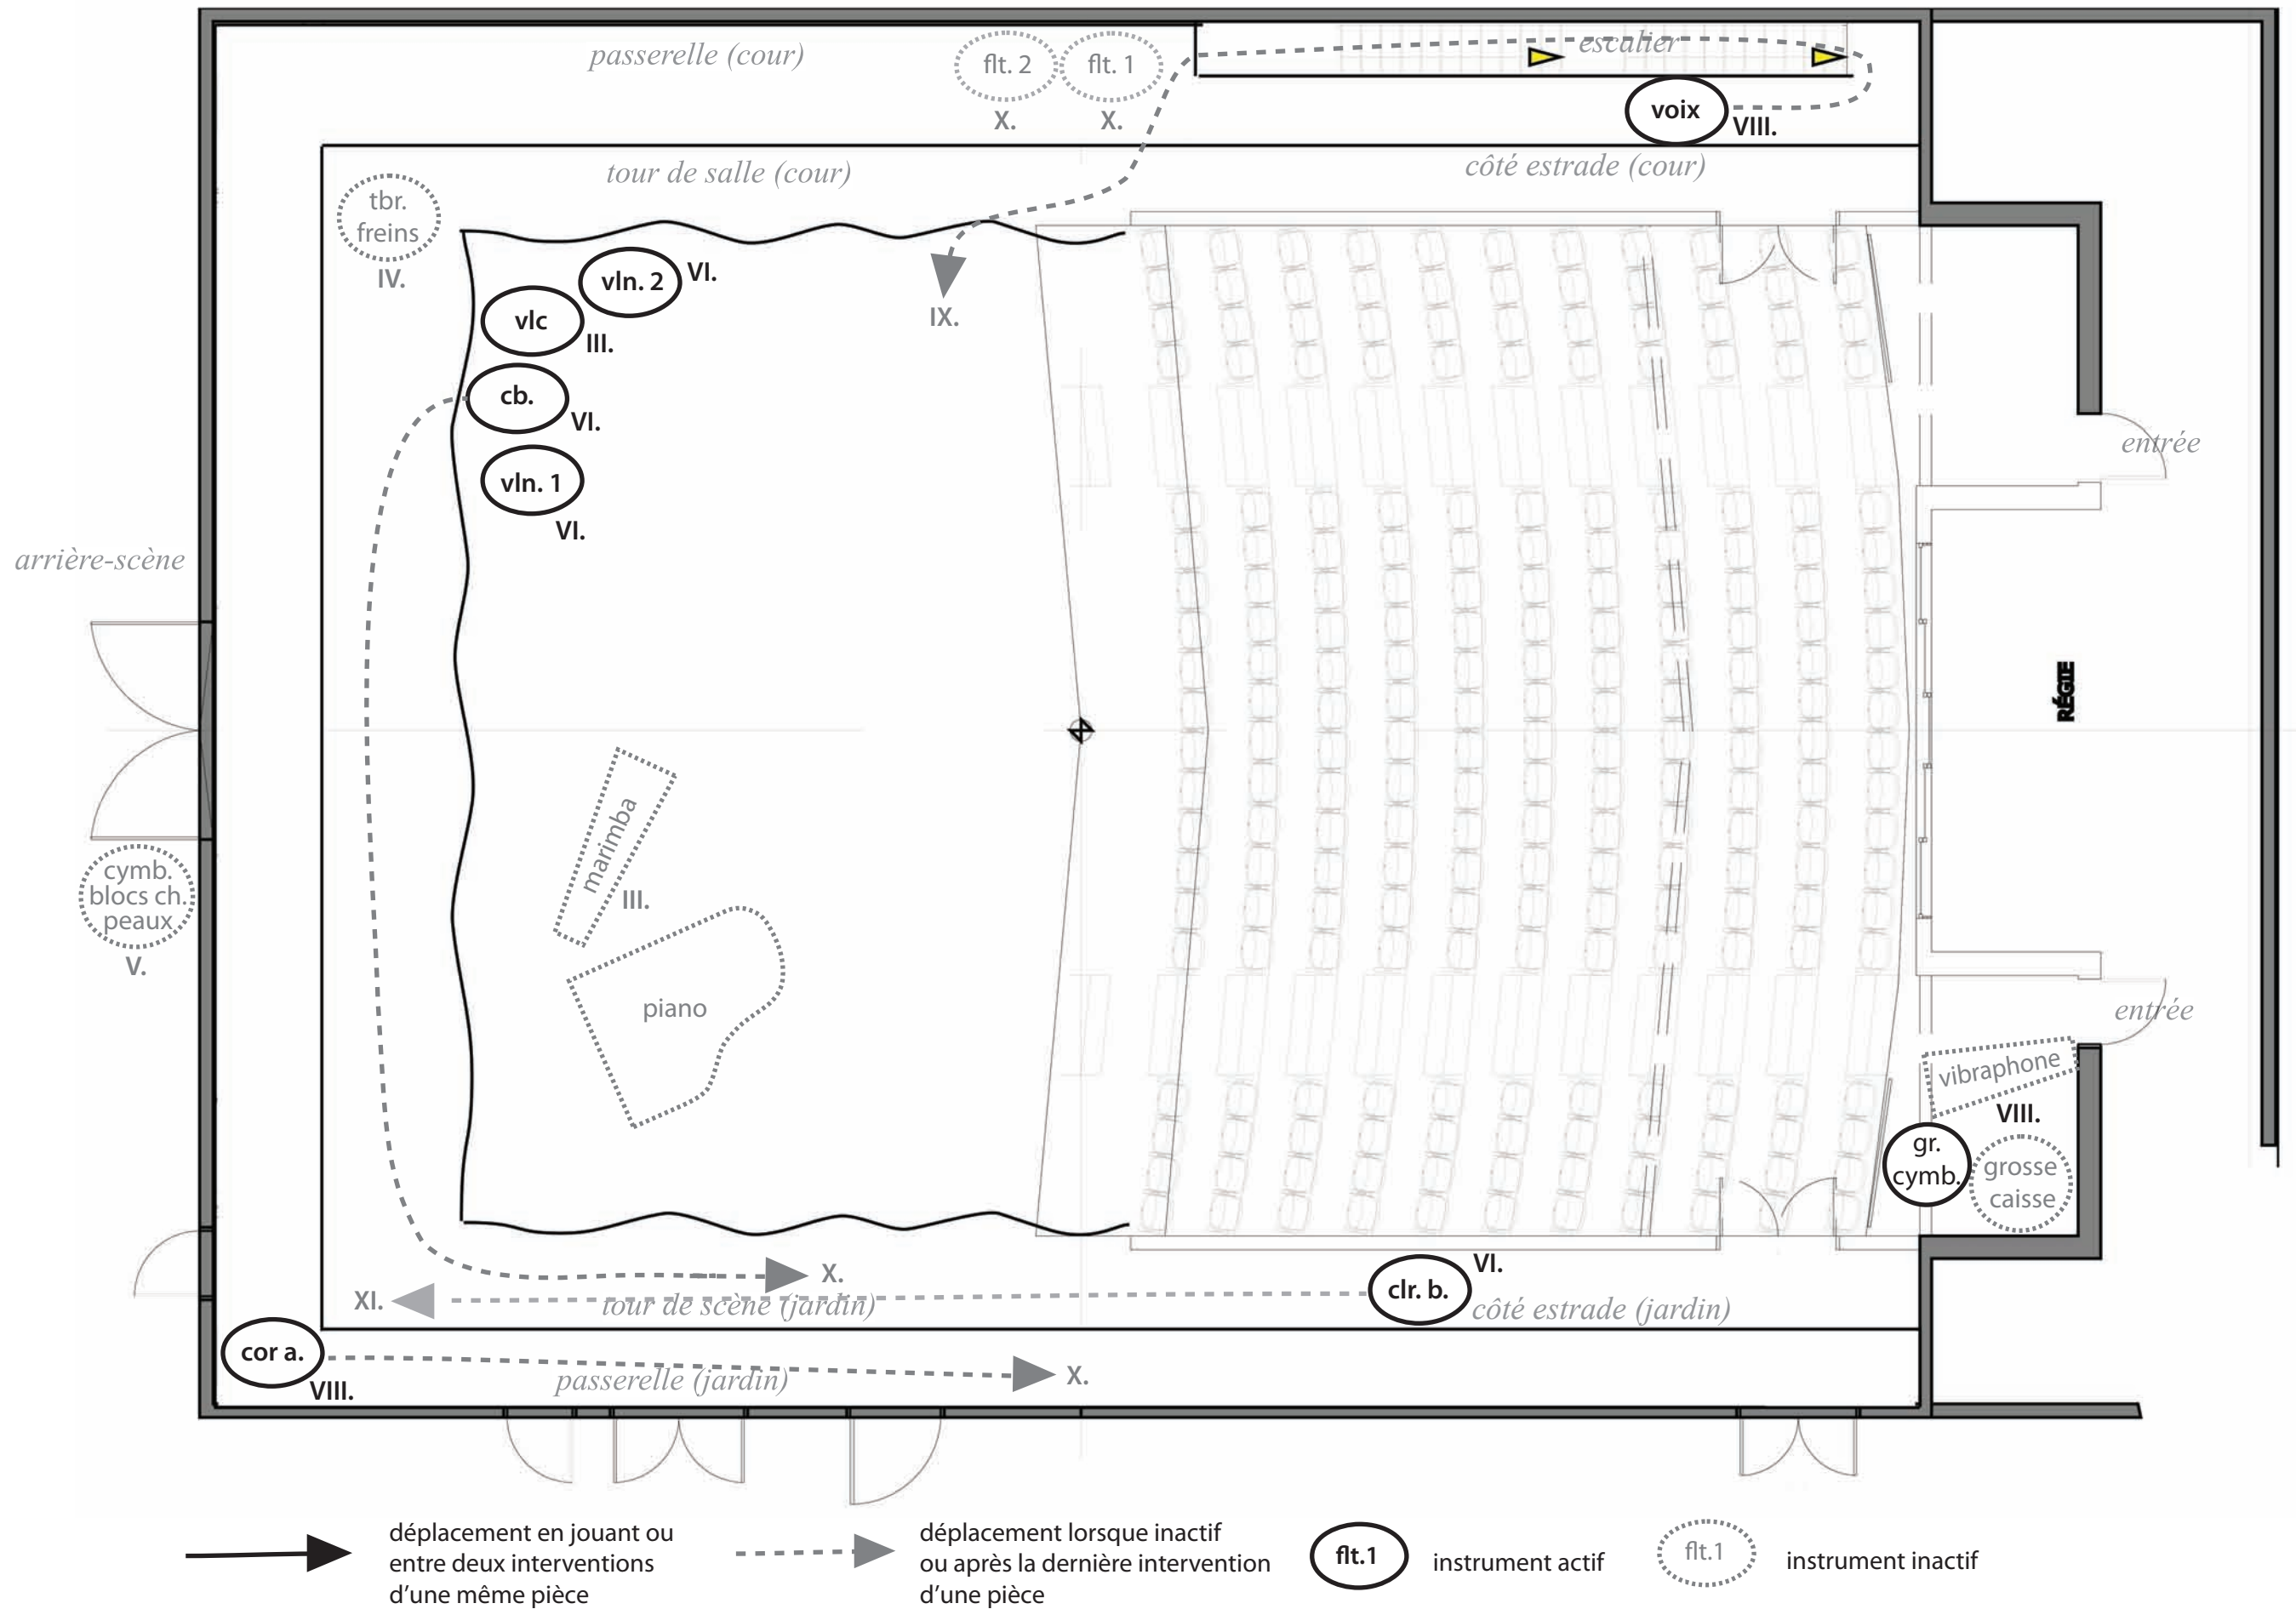 passerelle (cour)
flt. 2
X.
flt. 1
X.
escalier
voix
VIII.
tour de salle (cour)
côté estrade (cour)
tbr.
freins
IV.
vln. 2
VI.
vlc
III.
IX.
cb.
VI.
vln. 1
VI.
entrée
arrière-scène
RÉGIE
marimba
III.
cymb.
blocs ch.
peaux
V.
piano
entrée
vibraphone
VIII.
gr.
cymb.
grosse
caisse
X.
VI.
clr. b.
XI.
tour de scène (jardin)
côté estrade (jardin)
cor a.
VIII.
passerelle (jardin)
X.
déplacement en jouant ou
entre deux interventions
d’une même pièce
déplacement lorsque inactif
ou après la dernière intervention
d’une pièce
flt.1
instrument actif
flt.1
instrument inactif